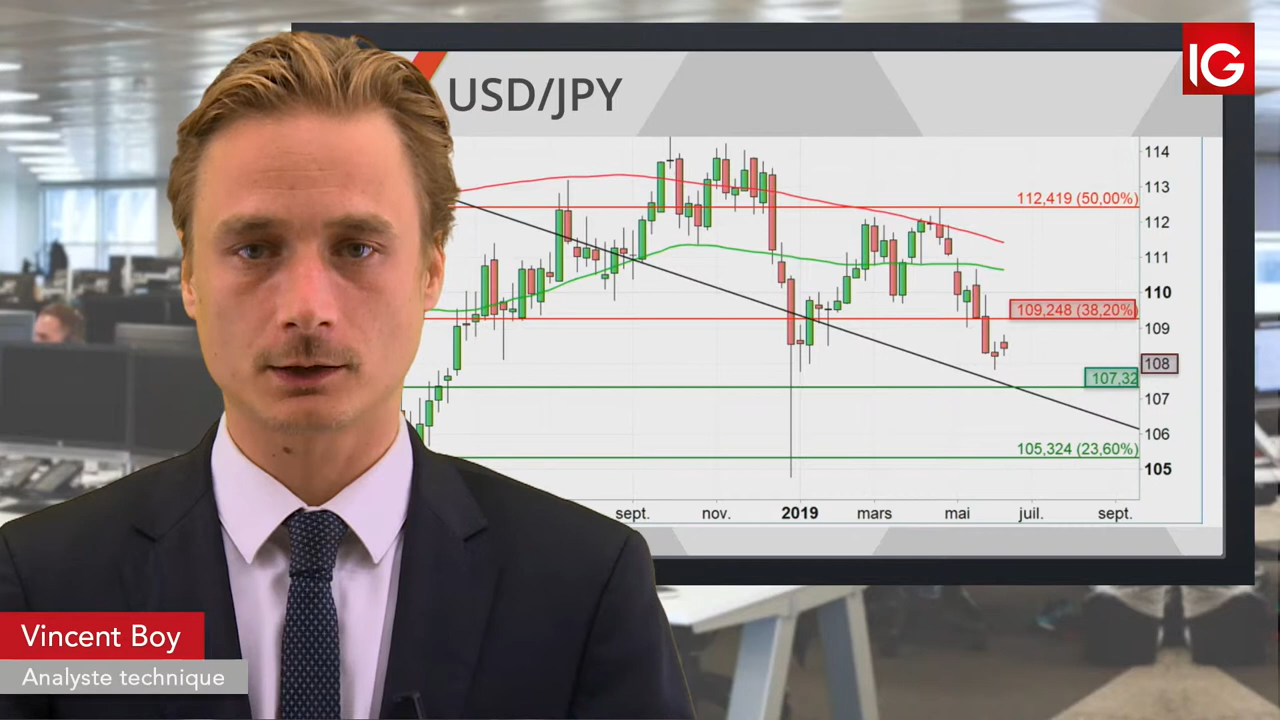 IG
USD/JPY
114
113
112,419 (50,00%)
112
111
110
109,248 (38,20%)
109
108
107,32
107
106
105,324 (23,60%)
105
sept.
nov.
2019
mars
mai
juil.
sept.
Vincent Boy
Analyste technique